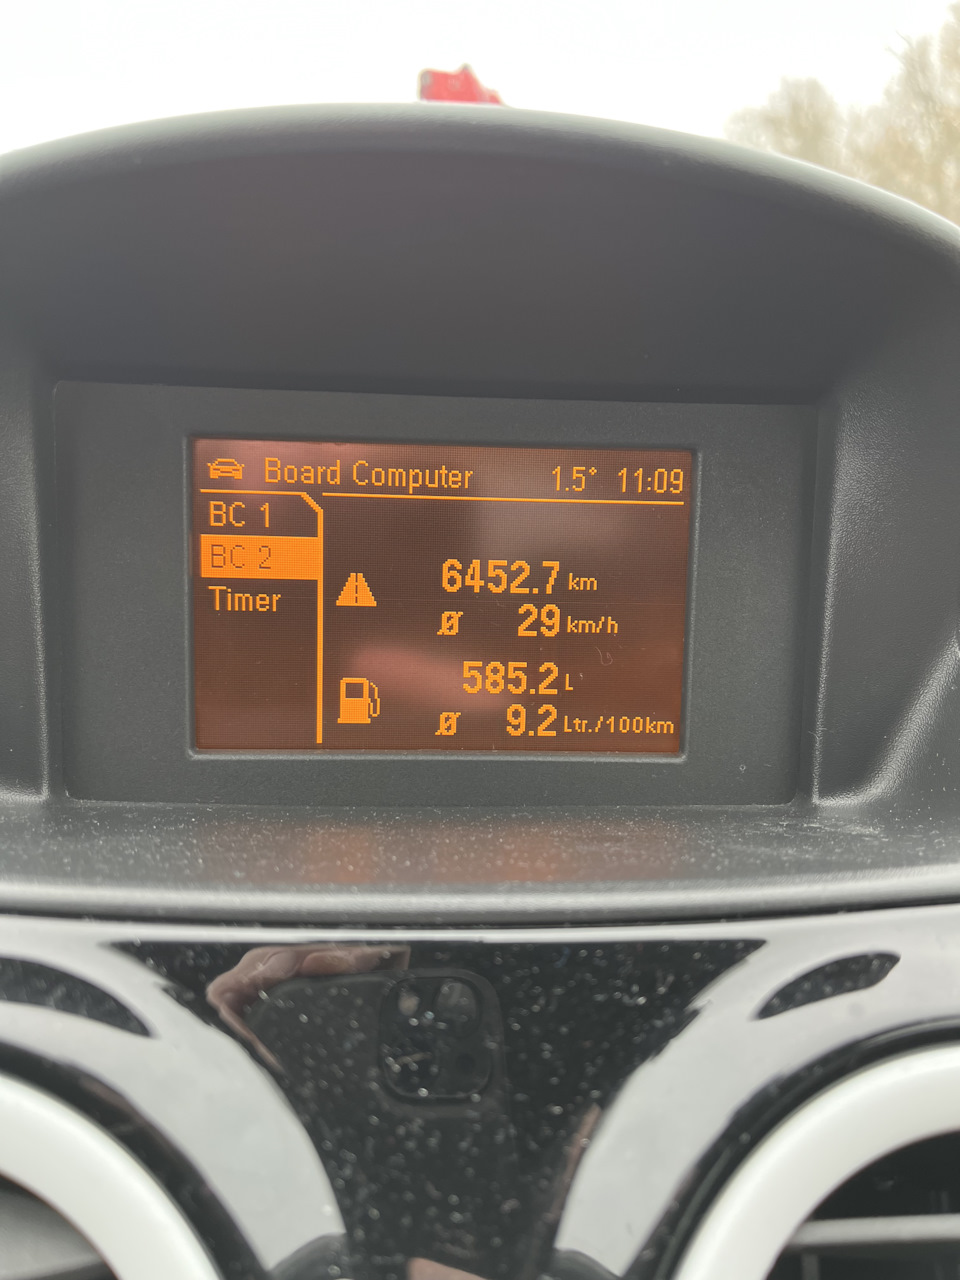 Board Computer 1.5° 11:09
BC 1
BC 2
Timer
6452.7 km
Ø 29 km/h
585.2 L
Ø 9.2 Ltr./100km